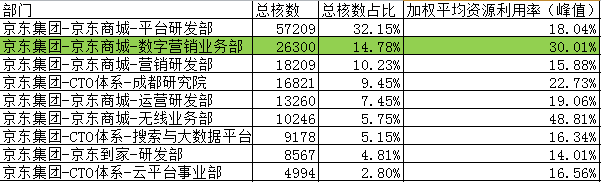 部门 总核数 总核数占比 加权平均资源利用率（峰值）
京东集团-京东商城-平台研发部 57209 32.15% 18.04%
京东集团-京东商城-数字营销业务部 26300 14.78% 30.01%
京东集团-京东商城-营销研发部 18209 10.23% 15.88%
京东集团-CTO体系-成都研究院 16821 9.45% 22.73%
京东集团-京东商城-运营研发部 13260 7.45% 19.06%
京东集团-京东商城-无线业务部 10246 5.75% 48.81%
京东集团-CTO体系-搜索与大数据平台 9178 5.15% 16.34%
京东集团-京东到家-研发部 8567 4.81% 14.01%
京东集团-CTO体系-云平台事业部 4994 2.80% 16.56%